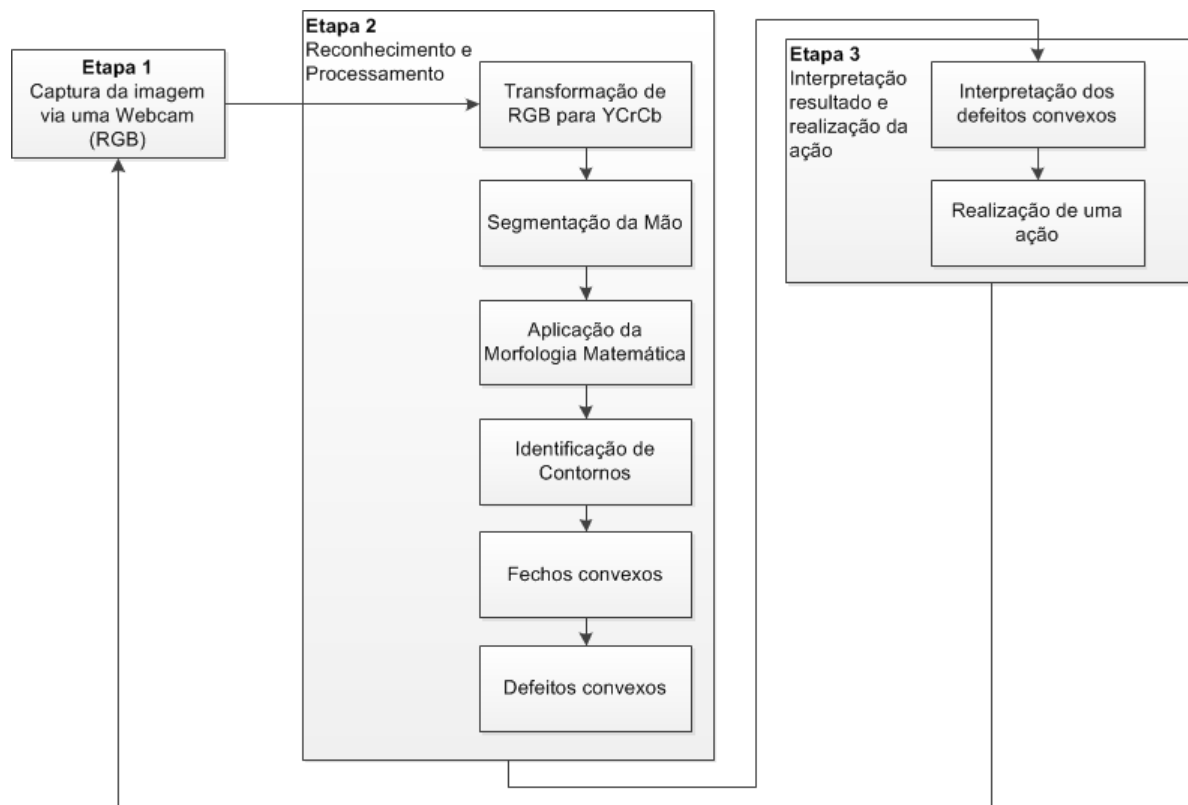 Etapa 1
Captura da imagem
via uma Webcam
(RGB)
Etapa 2
Reconhecimento e
Processamento
Transformação de
RGB para YCrCb
Segmentação da Mão
Aplicação da
Morfologia Matemática
Identificação de
Contornos
Fechos convexos
Defeitos convexos
Etapa 3
Interpretação
resultado e
realização da
ação
Interpretação dos
defeitos convexos
Realização de uma
ação